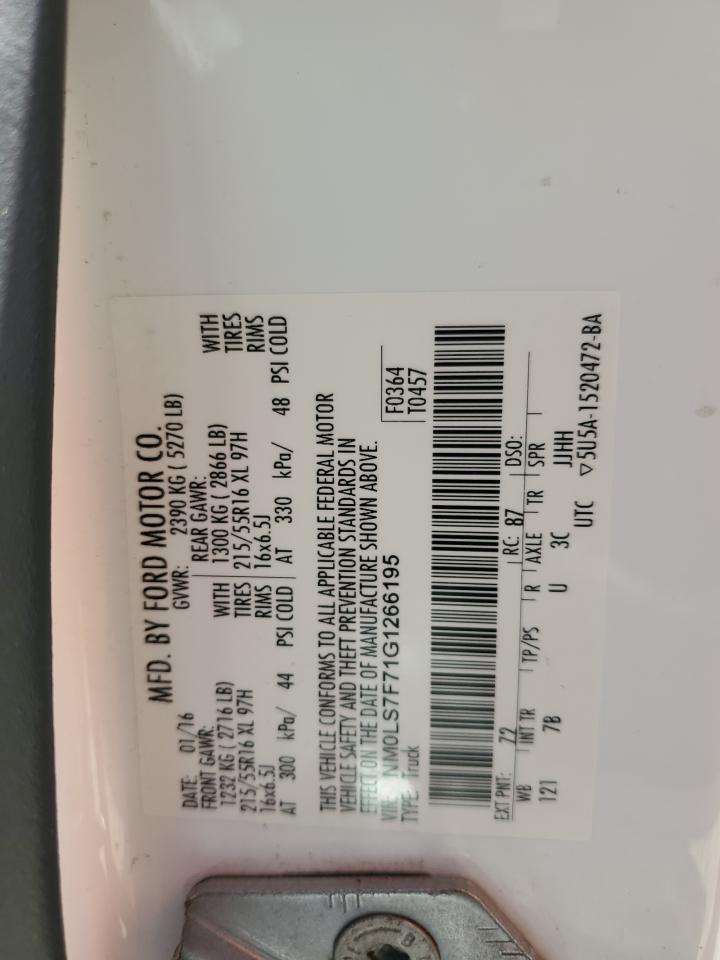 MFD. BY FORD MOTOR CO.
DATE: 01/16 GVWR: 2390 KG ( 5270 LB)
FRONT GAWR: REAR GAWR:
1232 KG ( 2716 LB) WITH 1300 KG ( 2866 LB) WITH
215/55R16 XL 97H TIRES 215/55R16 XL 97H TIRES
16x6.5J RIMS 16x6.5J RIMS
AT 300 kPa/ 44 PSI COLD AT 330 kPa/ 48 PSI COLD
THIS VEHICLE CONFORMS TO ALL APPLICABLE FEDERAL MOTOR
VEHICLE SAFETY AND THEFT PREVENTION STANDARDS IN
EFFECT ON THE DATE OF MANUFACTURE SHOWN ABOVE.
VIN: NM0LS7F71G1266195 F0364
TYPE: Truck T0457
EXT PNT: 72 RC: 87 DSO:
WB INT TR TP/PS R AXLE TR SPR
121 7B U 3C JJHH
UTC ▽5U5A-1520472-BA